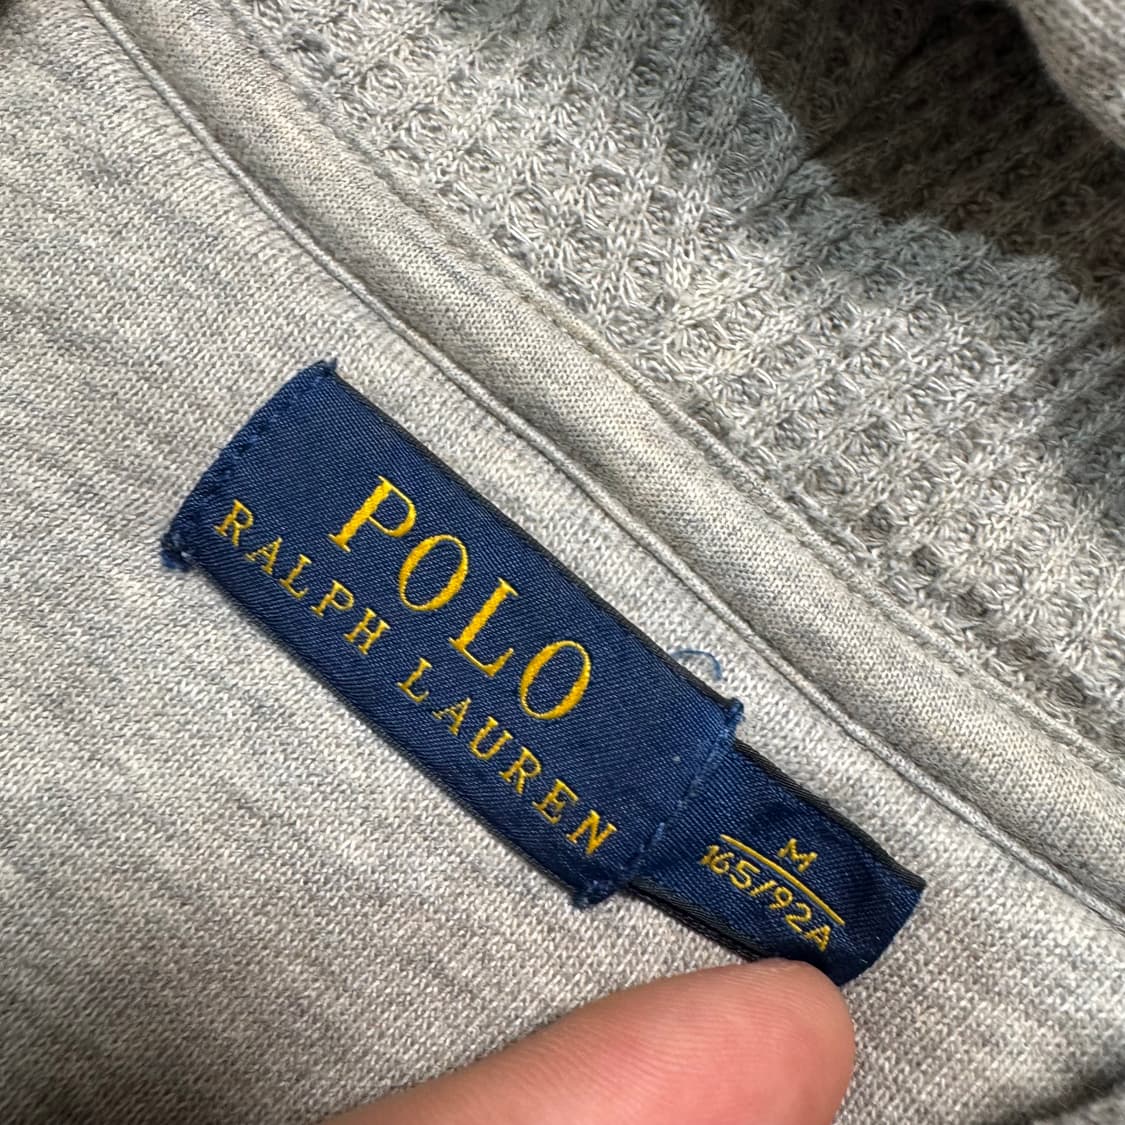 POLO
RALPH LAUREN
M
165/92A